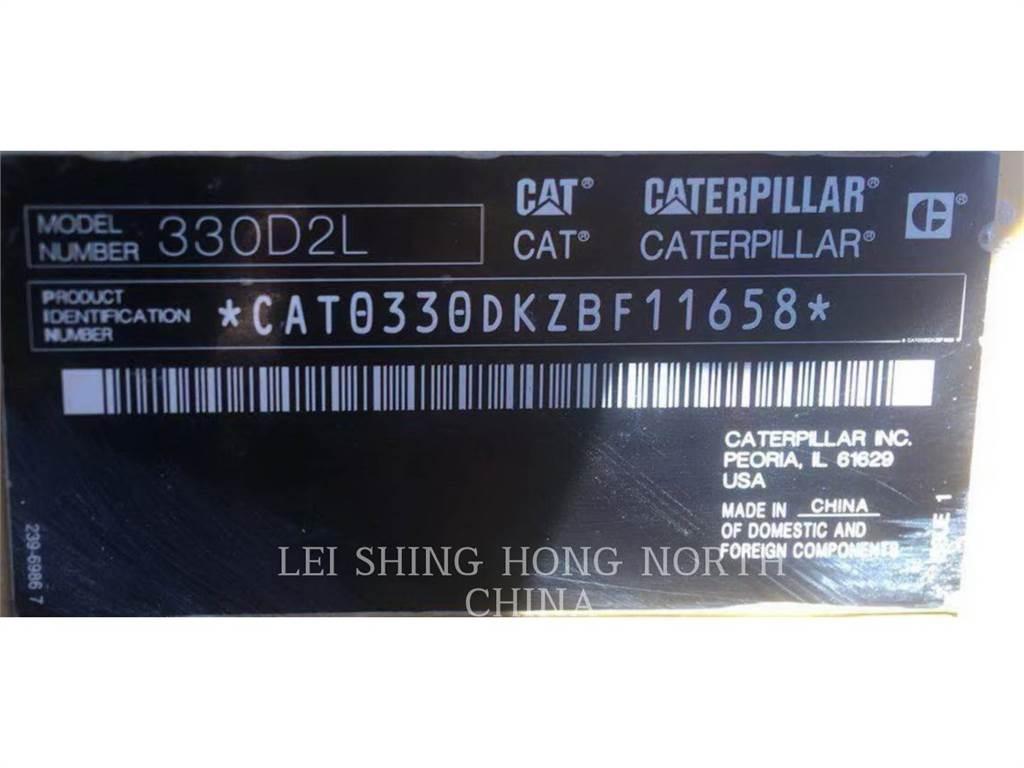 CAT® CATERPILLAR®
MODEL NUMBER 330D2L CAT® CATERPILLAR®
PRODUCT
IDENTIFICATION
NUMBER
*CAT0330DKZBF11658*
CATERPILLAR INC.
PEORIA, IL 61629
USA
MADE IN CHINA
OF DOMESTIC AND
FOREIGN COMPONENTS
239-5986 7
LEI SHING HONG NORTH
CHINA